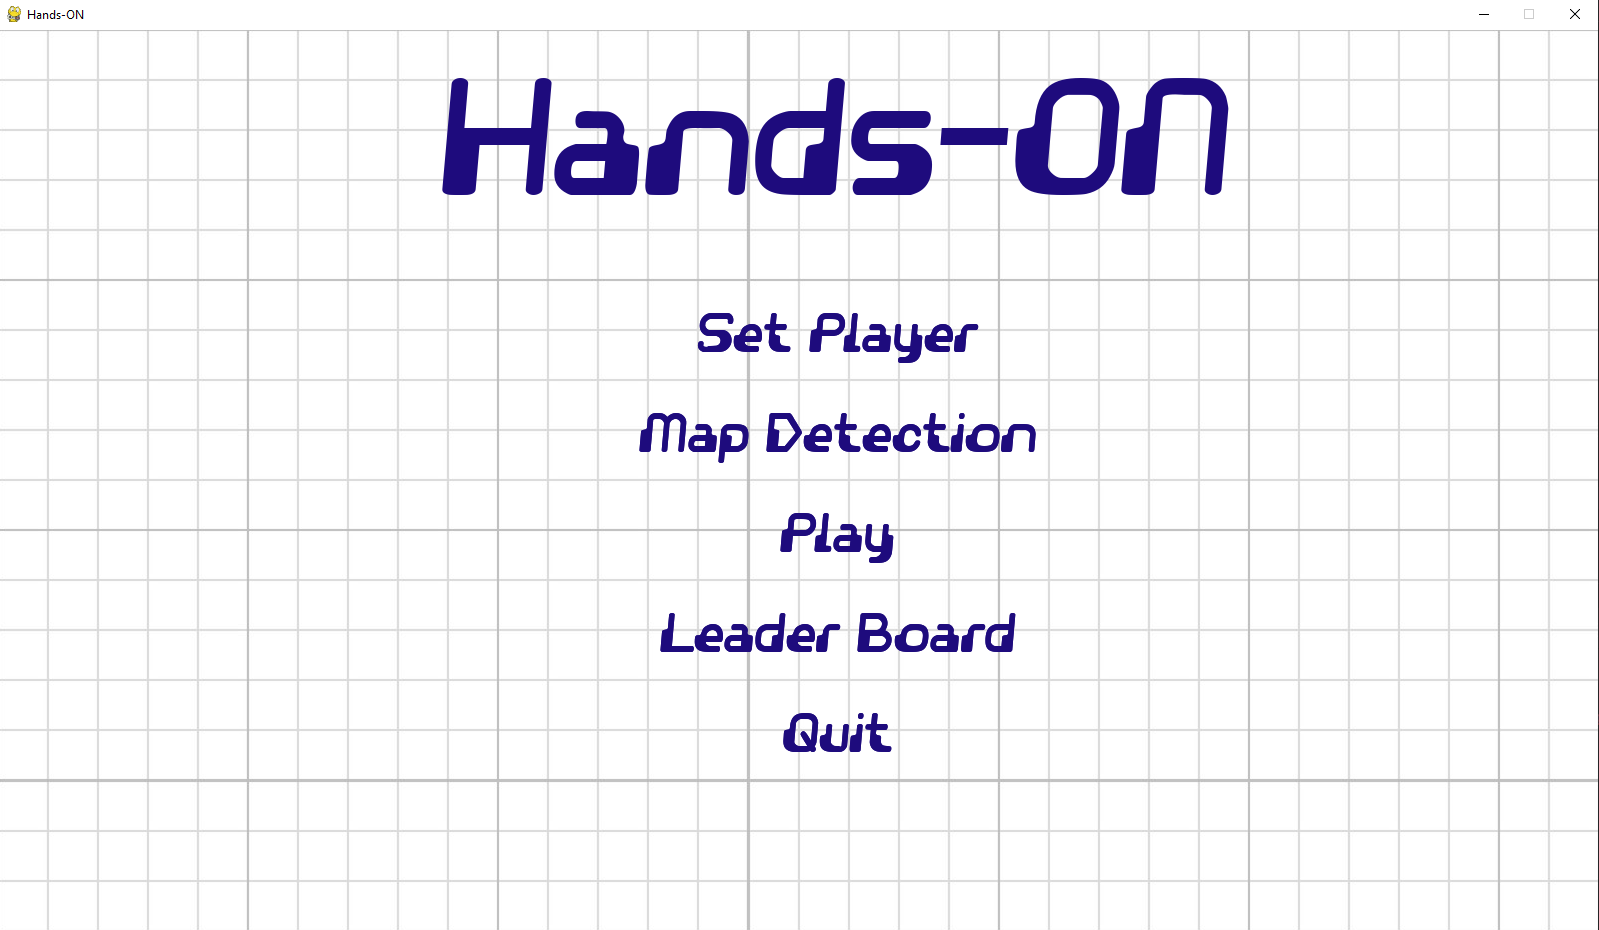 Hands-ON
Hands-ON
Set Player
Map Detection
Play
Leader Board
Quit